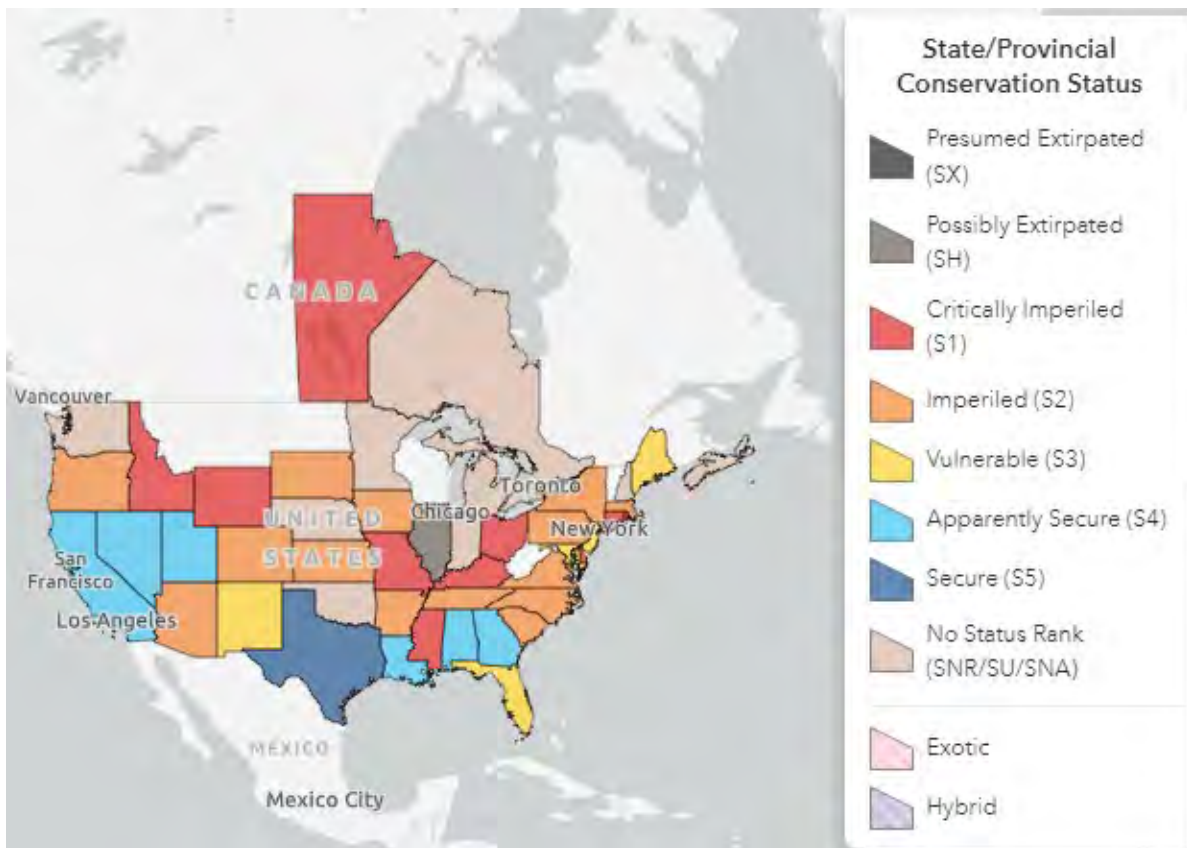 CANADA
Vancouver
Toronto
Chicago
UNITED
New York
STATES
San
Francisco
Los Angeles
MEXICO
Mexico City
State/Provincial
Conservation Status
Presumed Extirpated
(SX)
Possibly Extirpated
(SH)
Critically Imperiled
(S1)
Imperiled (S2)
Vulnerable (S3)
Apparently Secure (S4)
Secure (S5)
No Status Rank
(SNR/SU/SNA)
Exotic
Hybrid